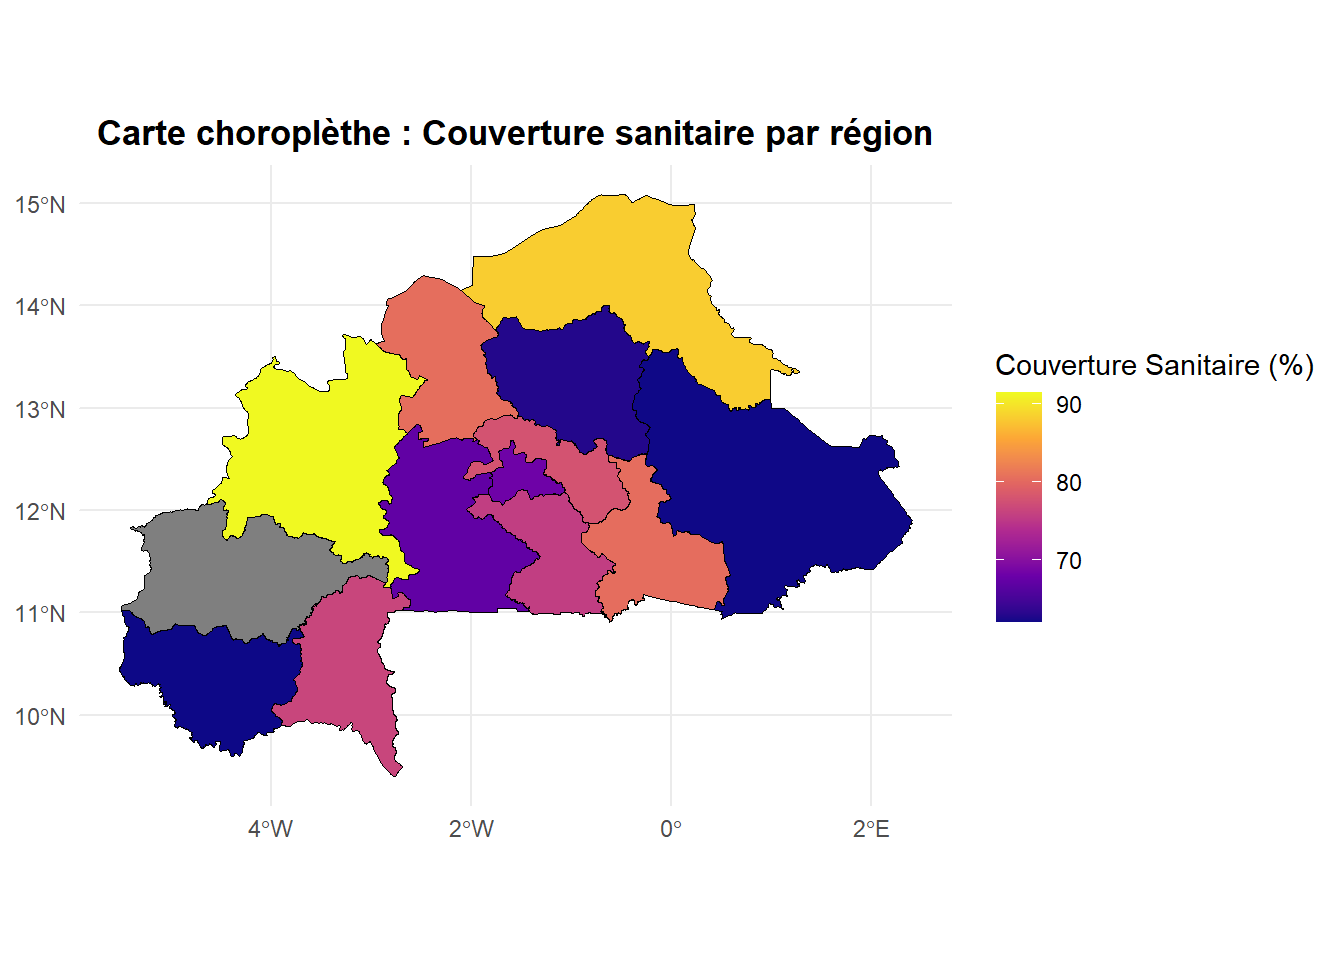 Carte choroplèthe : Couverture sanitaire par région
15°N
14°N
13°N
12°N
11°N
10°N
4°W
2°W
0°
2°E
Couverture Sanitaire (%)
90
80
70